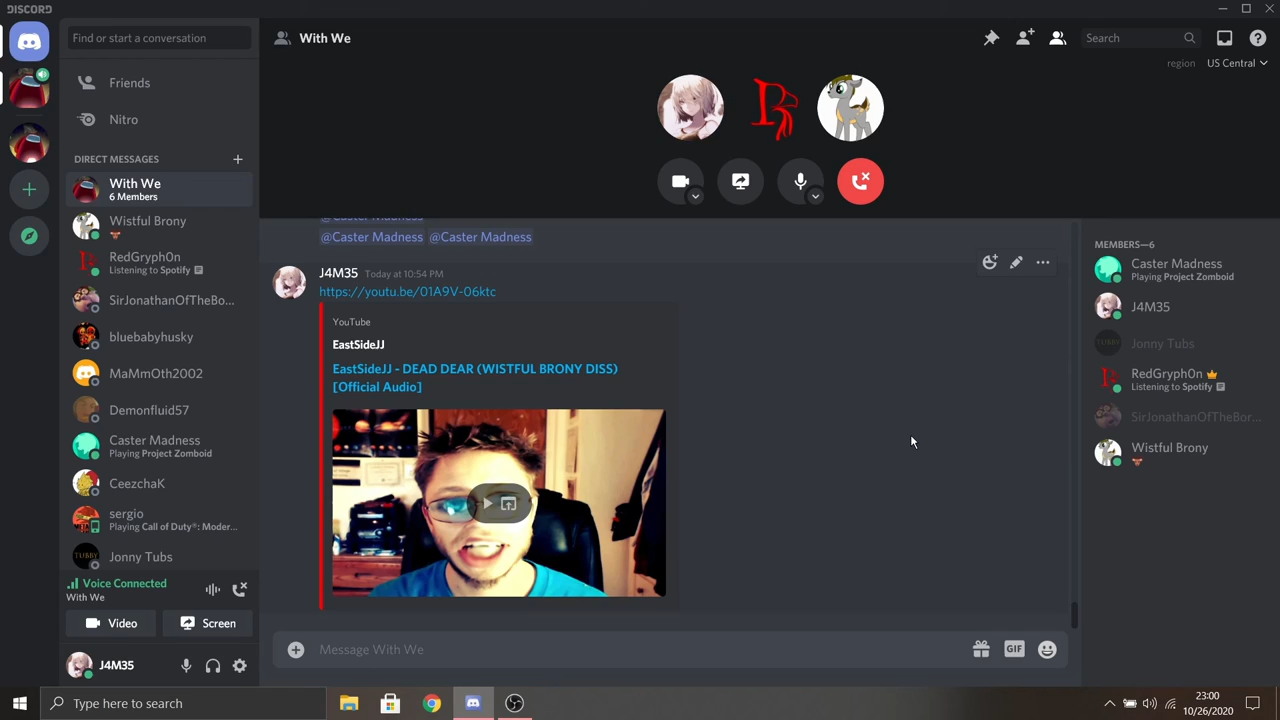 DISCORD
Find or start a conversation
Friends
Nitro
DIRECT MESSAGES
With We
6 Members
Wistful Brony
RedGryph0n
Listening to Spotify
SirJonathanOfTheBo...
bluebabyhusky
MaMmOth2002
Demonfluid57
Caster Madness
Playing Project Zomboid
CeezchaK
sergio
Playing Call of Duty®: Moder...
TUBBY
Jonny Tubs
Voice Connected
With We
Video
Screen
J4M35
With We
Search
region
US Central
@Caster Madness
@Caster Madness @Caster Madness
J4M35 Today at 10:54 PM
https://youtu.be/01A9V-06ktc
YouTube
EastSideJJ
EastSideJJ - DEAD DEAR (WISTFUL BRONY DISS)
[Official Audio]
Message With We
GIF
MEMBERS—6
Caster Madness
Playing Project Zomboid
J4M35
Jonny Tubs
RedGryph0n
Listening to Spotify
SirJonathanOfTheBor...
Wistful Brony
Type here to search
23:00
10/26/2020